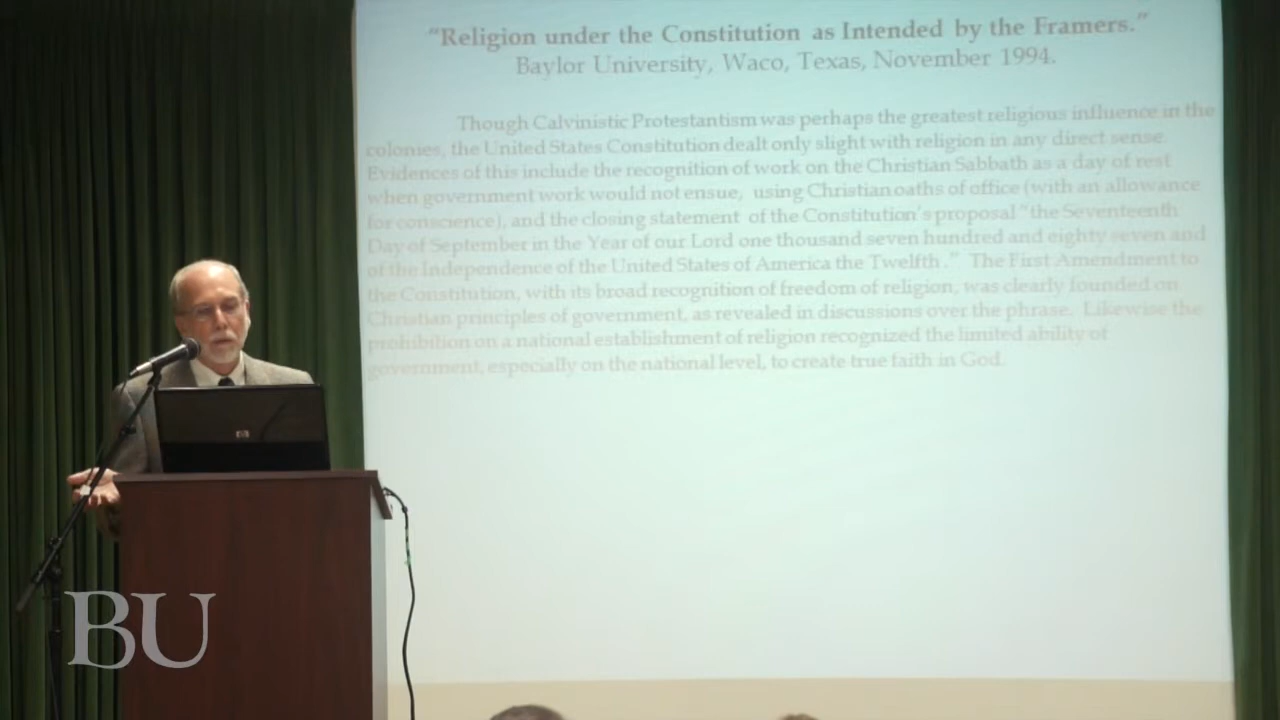 “Religion under the Constitution as Intended by the Framers.”
Baylor University, Waco, Texas, November 1994.
Though Calvinistic Protestantism was perhaps the greatest religious influence in the
colonies, the United States Constitution dealt only slight with religion in any direct sense.
Evidences of this include the recognition of work on the Christian Sabbath as a day of rest
when government work would not ensue, using Christian oaths of office (with an allowance
for conscience), and the closing statement of the Constitution's proposal “the Seventeenth
Day of September in the Year of our Lord one thousand seven hundred and eighty seven and
of the Independence of the United States of America the Twelfth.” The First Amendment to
the Constitution, with its broad recognition of freedom of religion, was clearly founded on
Christian principles of government, as revealed in discussions over the phrase. Likewise the
prohibition on a national establishment of religion recognized the limited ability of
government, especially on the national level, to create true faith in God.
hp
BU